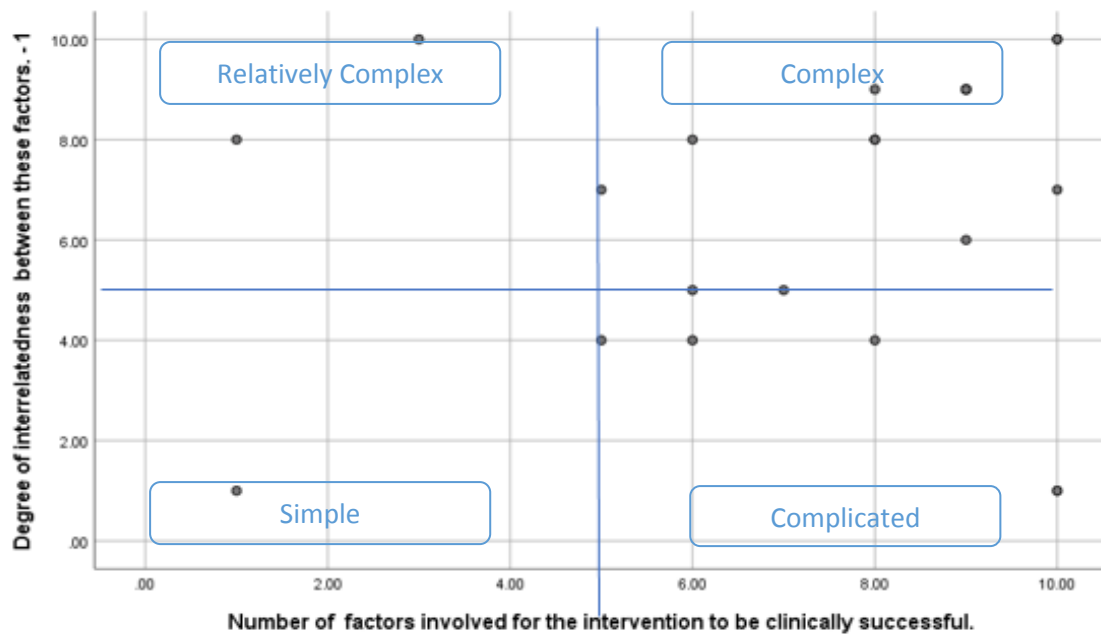 Degree of interrelatedness between these factors. - 1
10.00
8.00
6.00
4.00
2.00
.00
Relatively Complex
Complex
Simple
Complicated
.00
2.00
4.00
6.00
8.00
10.00
Number of factors involved for the intervention to be clinically successful.